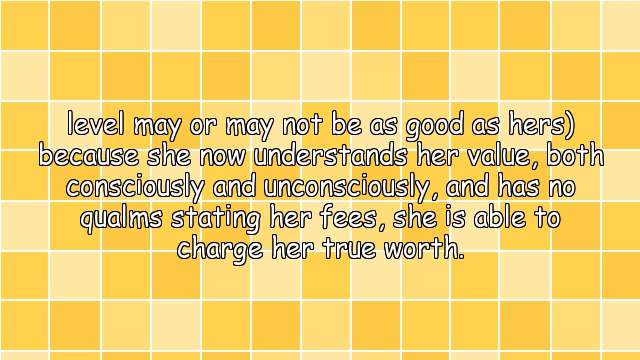 level may or may not be as good as hers)
because she now understands her value, both
consciously and unconsciously, and has no
qualms stating her fees, she is able to
charge her true worth.